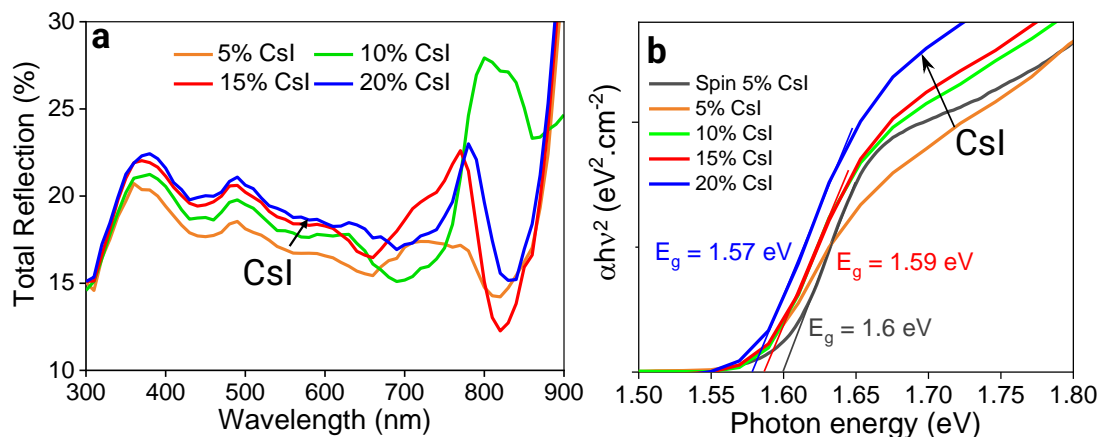 a
5% CsI
10% CsI
15% CsI
20% CsI
CsI
Total Reflection (%)
30
25
20
15
10
300 400 500 600 700 800 900
Wavelength (nm)
b
Spin 5% CsI
5% CsI
10% CsI
15% CsI
20% CsI
CsI
E_g = 1.57 eV
E_g = 1.59 eV
E_g = 1.6 eV
αhν² (eV².cm⁻²)
1.50 1.55 1.60 1.65 1.70 1.75 1.80
Photon energy (eV)